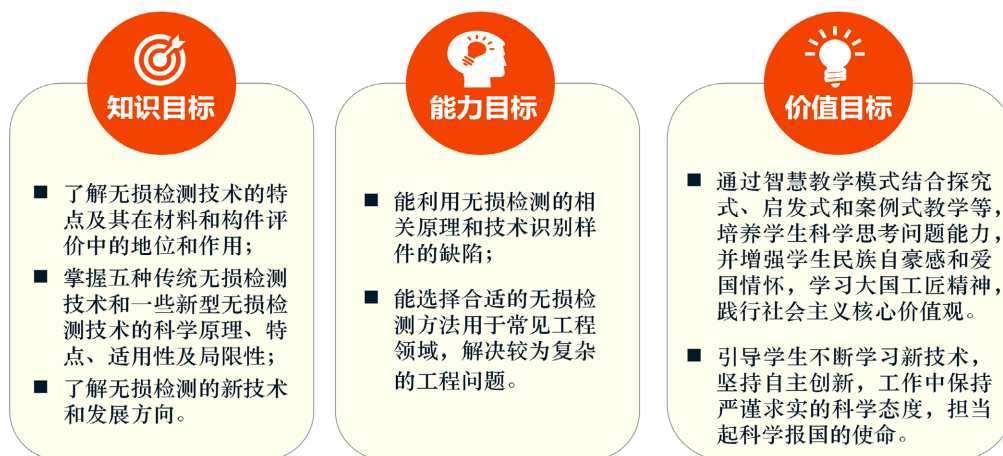 知识目标
■ 了解无损检测技术的特
点及其在材料和构件评
价中的地位和作用;
■ 掌握五种传统无损检测
技术和一些新型无损检
测技术的科学原理、特
点、适用性及局限性;
■ 了解无损检测的新技术
和发展方向。
能力目标
■ 能利用无损检测的相
关原理和技术识别样
件的缺陷;
■ 能选择合适的无损检
测方法用于常见工程
领域，解决较为复杂
的工程问题。
价值目标
■ 通过智慧教学模式结合探究
式、启发式和案例式教学等，
培养学生科学思考问题能力，
并增强学生民族自豪感和爱
国情怀，学习大国工匠精神，
践行社会主义核心价值观。
■ 引导学生不断学习新技术，
坚持自主创新，工作中保持
严谨求实的科学态度，担当
起科学报国的使命。